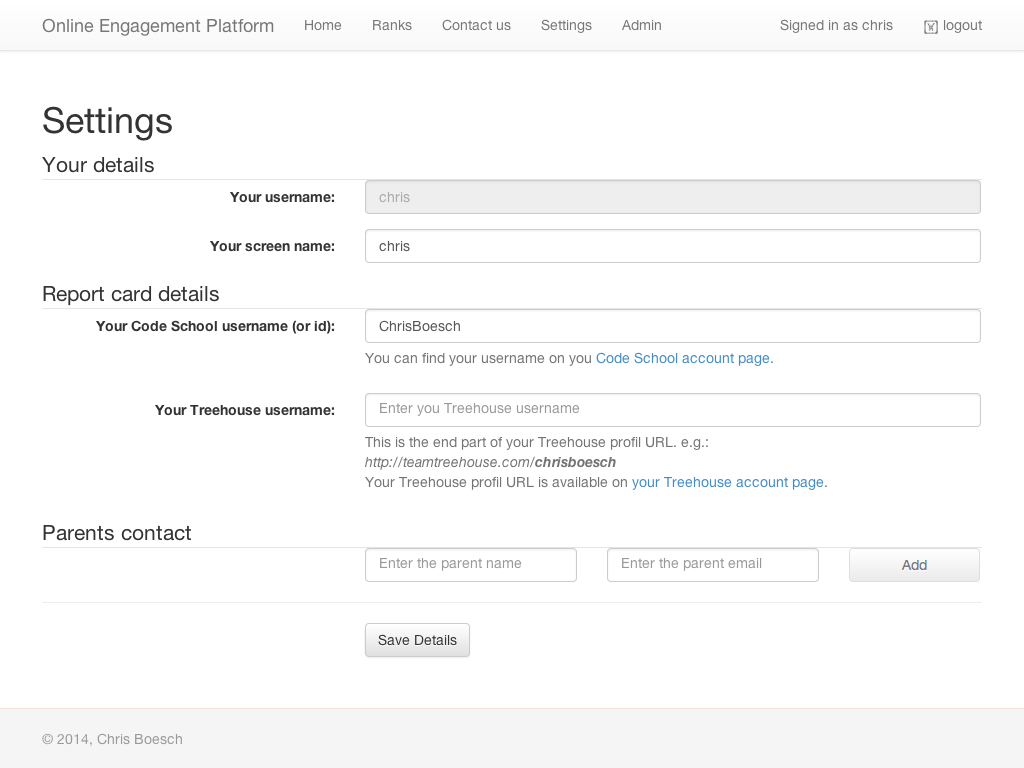 Online Engagement Platform Home Ranks Contact us Settings Admin Signed in as chris logout
Settings
Your details
Your username: chris
Your screen name: chris
Report card details
Your Code School username (or id): ChrisBoesch
You can find your username on you Code School account page.
Your Treehouse username: Enter you Treehouse username
This is the end part of your Treehouse profil URL. e.g.:
http://teamtreehouse.com/chrisboesch
Your Treehouse profil URL is available on your Treehouse account page.
Parents contact
Enter the parent name Enter the parent email Add
Save Details
© 2014, Chris Boesch